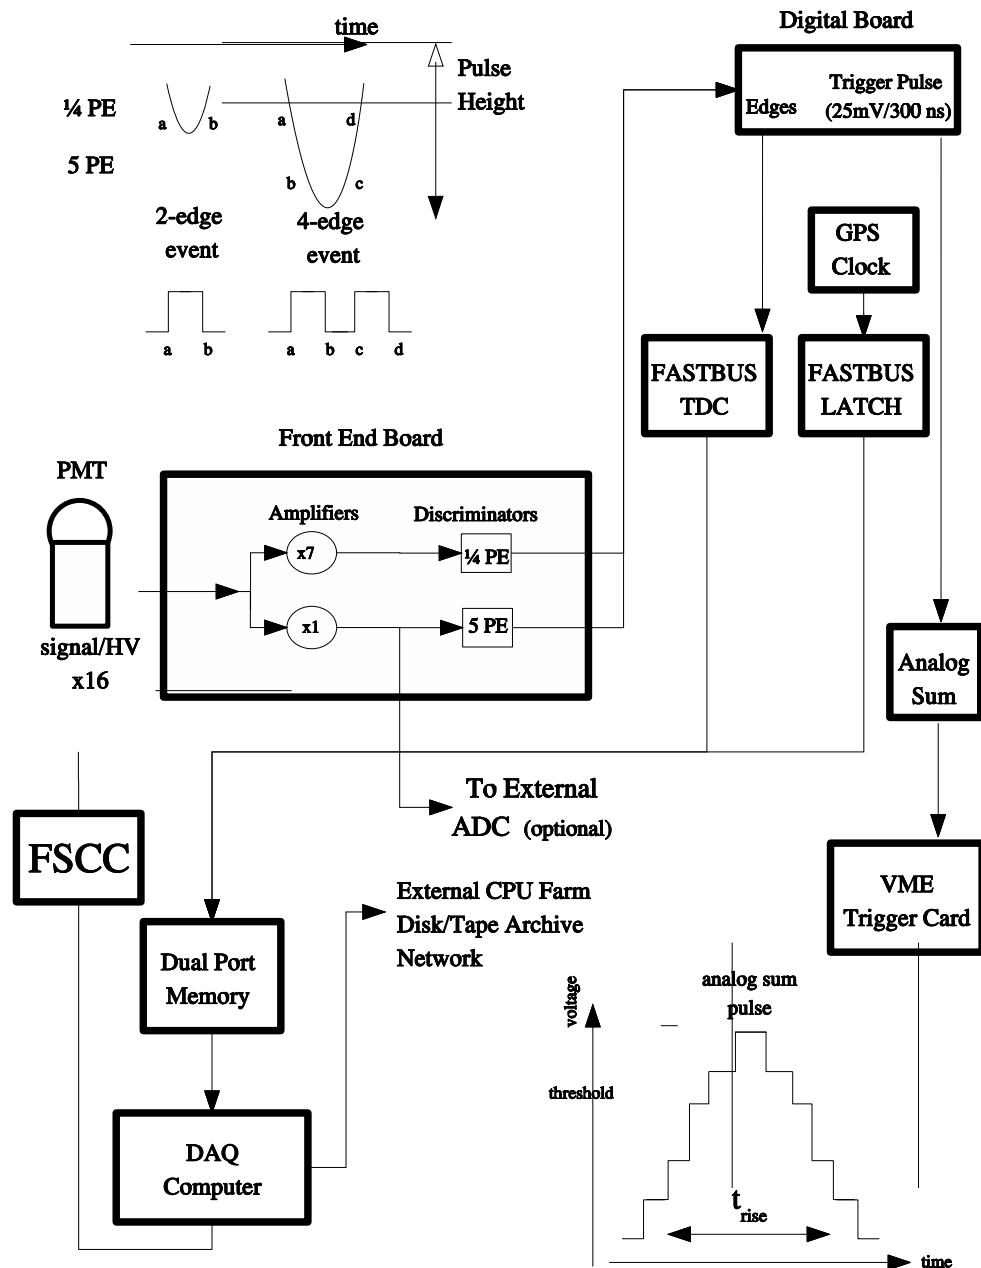 Digital Board
time
Pulse
Height
¼ PE
a
b
a
d
5 PE
b
c
Edges
Trigger Pulse
(25mV/300 ns)
2-edge
event
4-edge
event
GPS
Clock
a
b
a
b
c
d
FASTBUS
TDC
FASTBUS
LATCH
Front End Board
PMT
Amplifiers
Discriminators
x7
¼ PE
x1
5 PE
signal/HV
x16
Analog
Sum
To External
ADC (optional)
FSCC
VME
Trigger Card
External CPU Farm
Disk/Tape Archive
Network
Dual Port
Memory
analog sum
pulse
voltage
threshold
DAQ
Computer
t rise
time